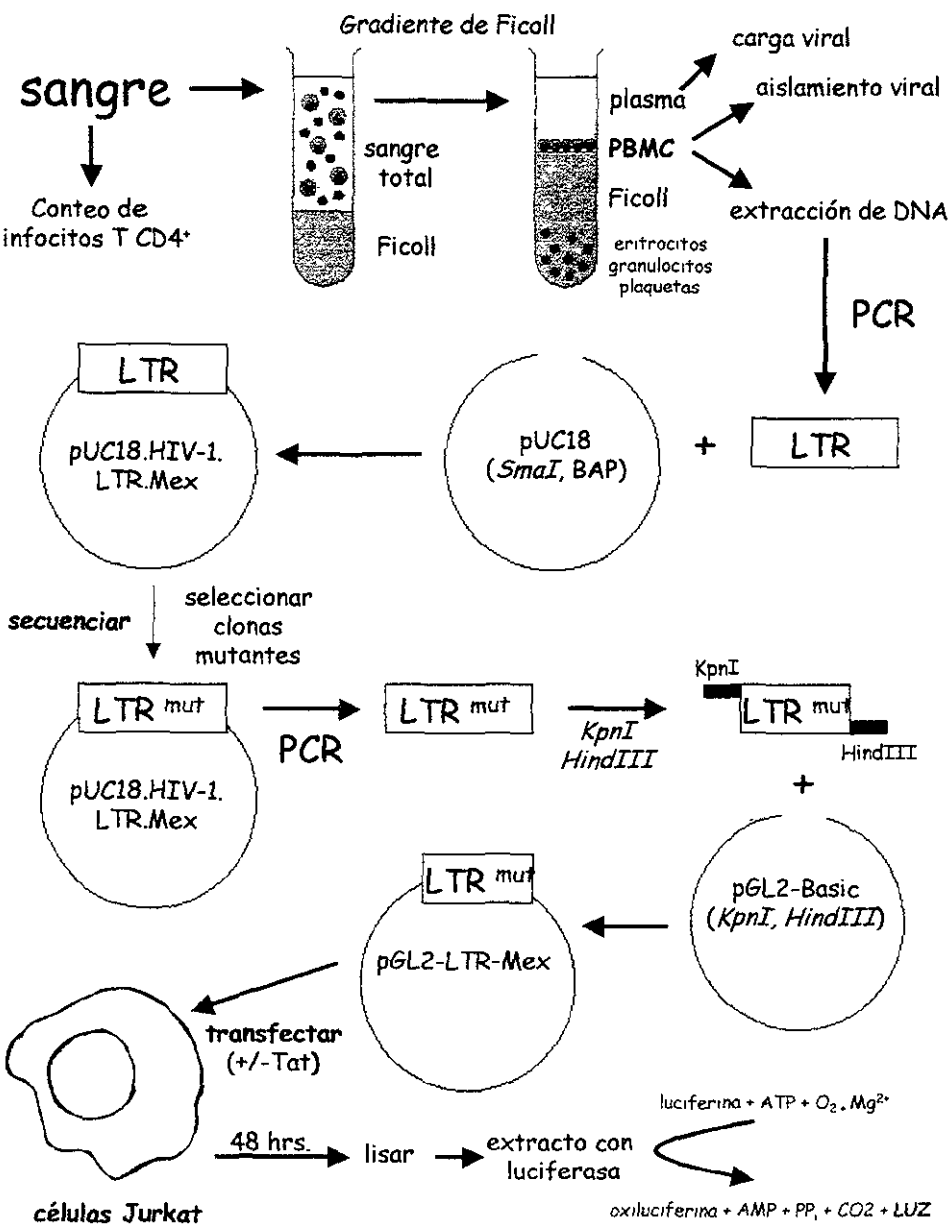 Gradiente de Ficoll
sangre
sangre
total
Ficoll
plasma
PBMC
Ficoll
eritrocitos
granulocitos
plaquetas
carga viral
aislamiento viral
extracción de DNA
Conteo de
infocitos T CD4⁺
PCR
LTR
pUC18.HIV-1.
LTR.Mex
pUC18
(SmaI, BAP)
+
LTR
secuenciar
seleccionar
clonas
mutantes
LTR mut
pUC18.HIV-1.
LTR.Mex
PCR
LTR mut
KpnI
HindIII
KpnI
LTR mut
HindIII
+
pGL2-Basic
(KpnI, HindIII)
LTR mut
pGL2-LTR-Mex
transfectar
(+/-Tat)
células Jurkat
48 hrs.
lisar
extracto con
luciferasa
luciferina + ATP + O₂. Mg²⁺
oxiluciferina + AMP + PPᵢ + CO2 + LUZ